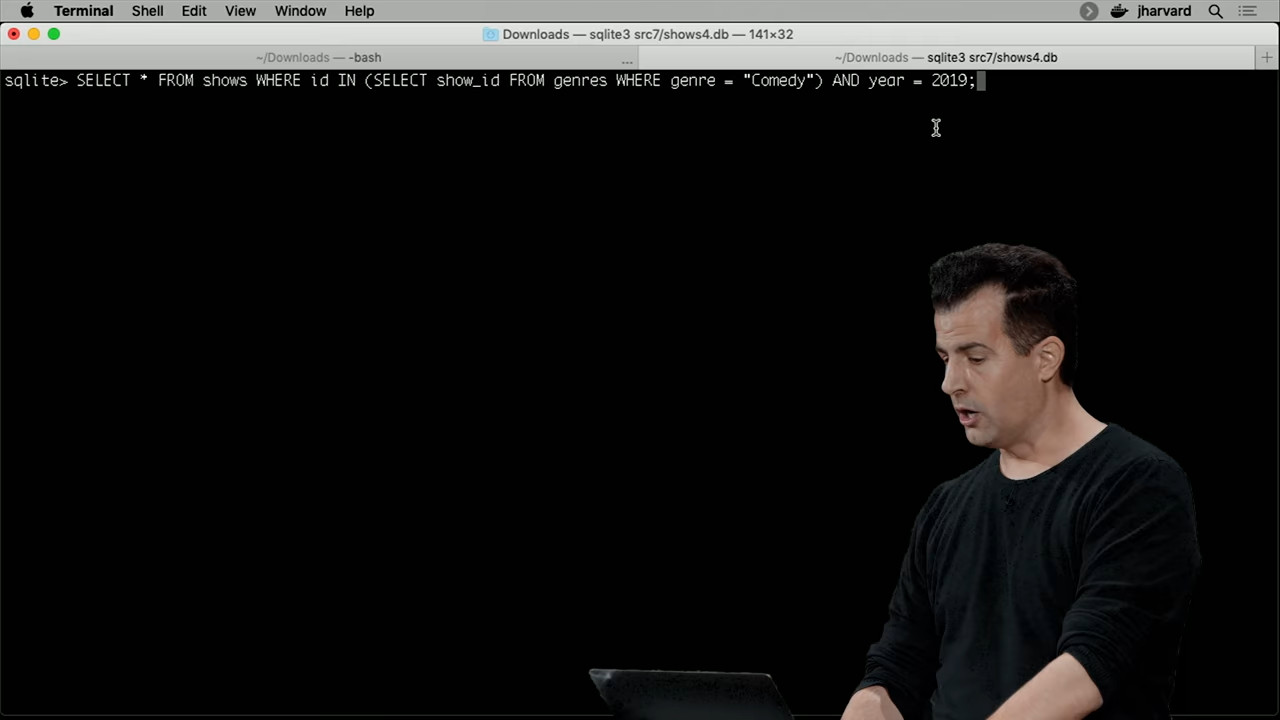 Terminal Shell Edit View Window Help jharvard
Downloads — sqlite3 src7/shows4.db — 141×32
~/Downloads — -bash ... ~/Downloads — sqlite3 src7/shows4.db +
sqlite> SELECT * FROM shows WHERE id IN (SELECT show_id FROM genres WHERE genre = "Comedy") AND year = 2019;